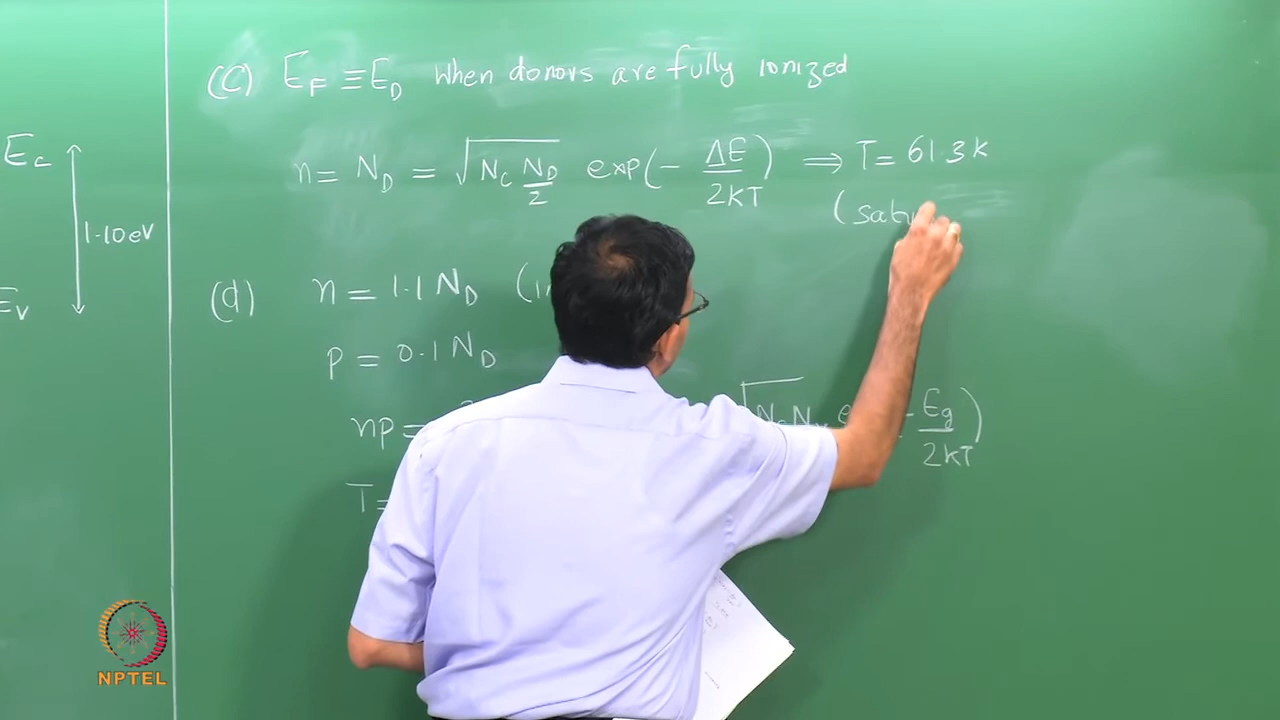 (c) E_F ≡ E_D when donors are fully ionized
E_C
n = N_D = √(N_C N_D/2) exp(-ΔE/2kT) ⇒ T = 61.3 K
1.10 eV
E_V
(d) n = 1.1 N_D
p = 0.1 N_D
np =
E_g/2kT)
T =
NPTEL